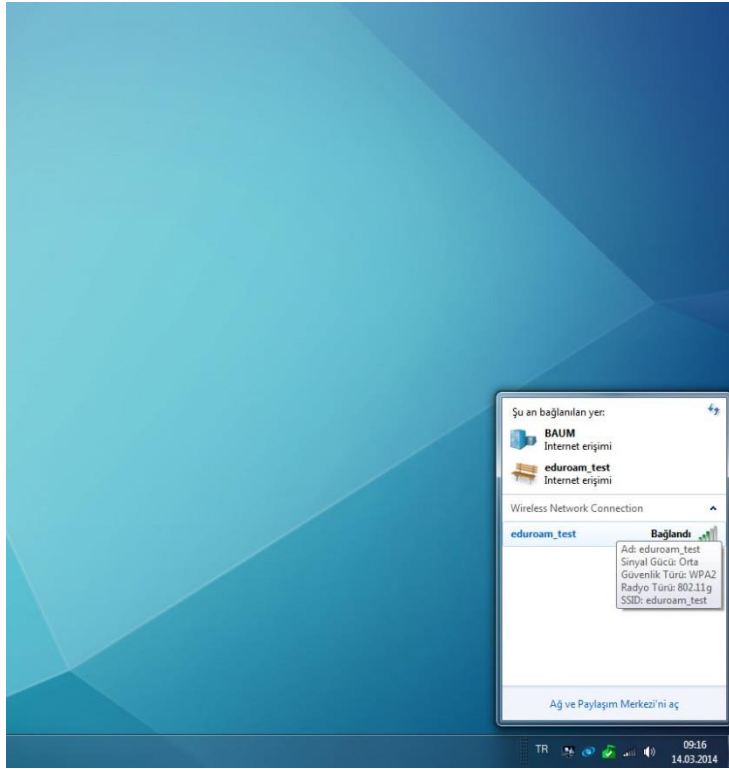 Şu an bağlanılan yer:
BAUM
Internet erişimi
eduroam_test
Internet erişimi
Wireless Network Connection
eduroam_test Bağlandı
Ad: eduroam_test
Sinyal Gücü: Orta
Güvenlik Türü: WPA2
Radyo Türü: 802.11g
SSID: eduroam_test
Ağ ve Paylaşım Merkezi'ni aç
TR 09:16
14.03.2014